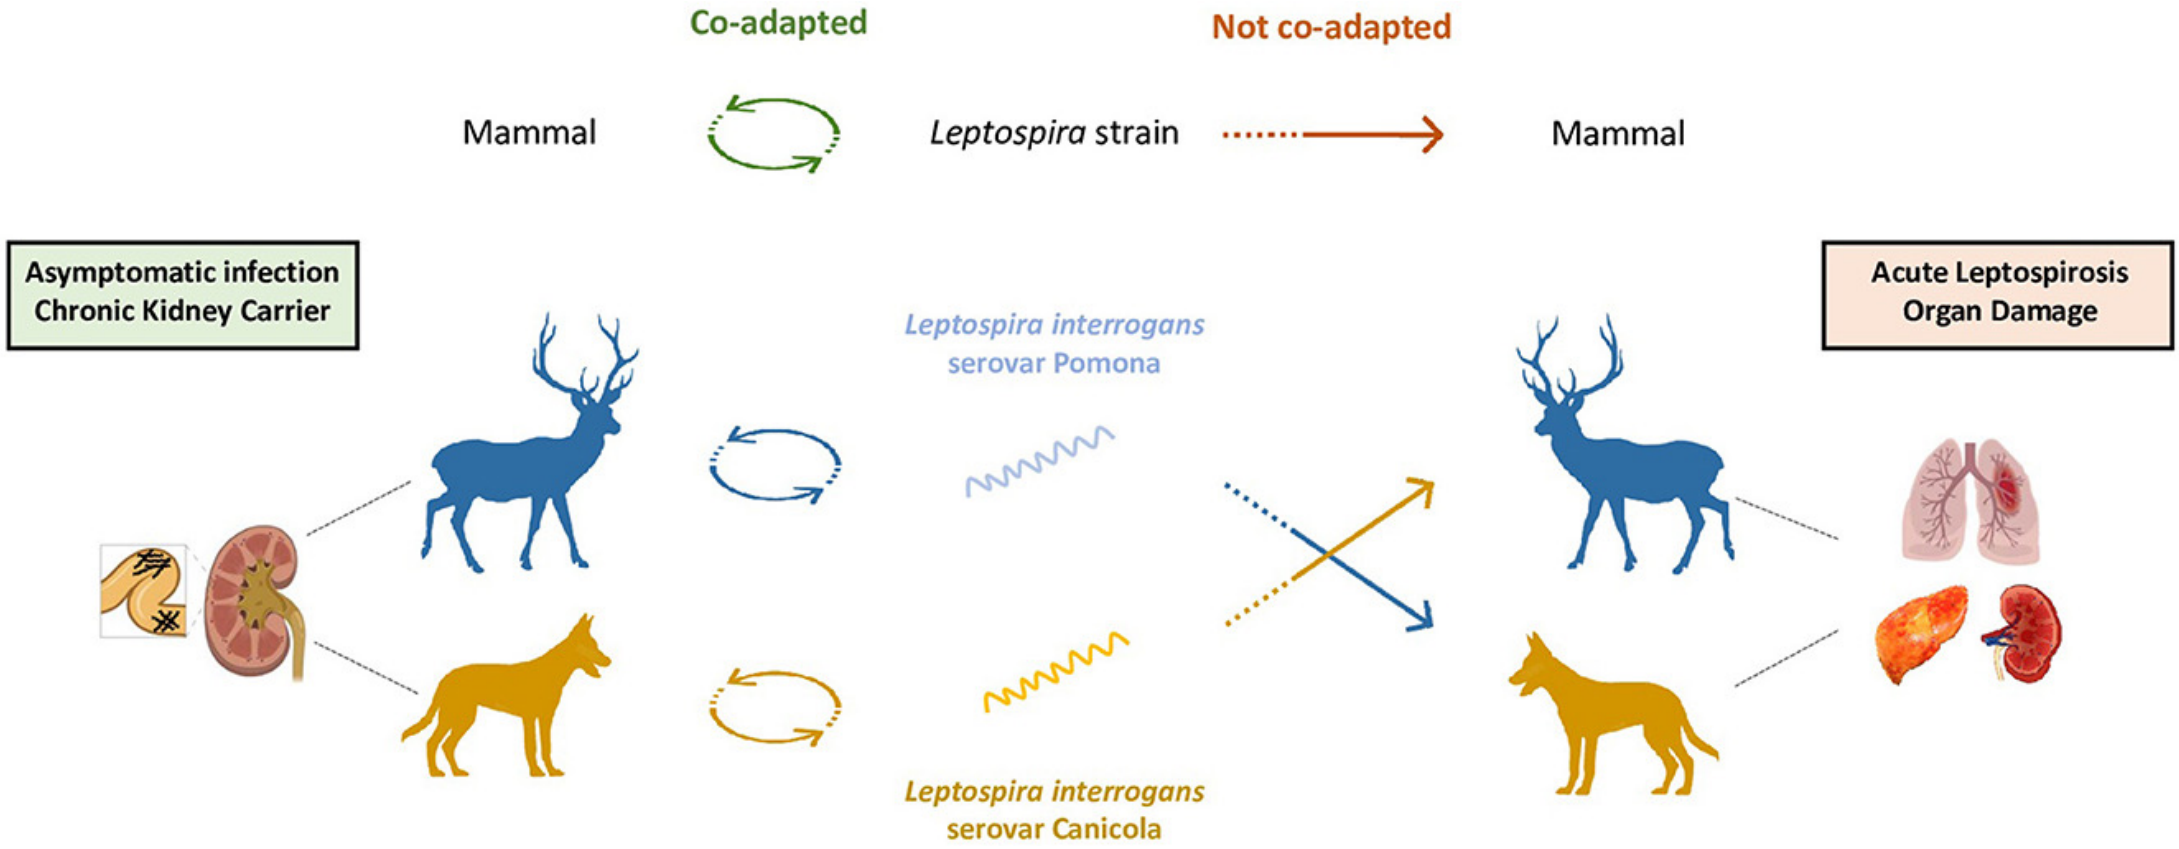 Co-adapted
Not co-adapted
Mammal
Leptospira strain
Mammal
Asymptomatic infection
Chronic Kidney Carrier
Acute Leptospirosis
Organ Damage
Leptospira interrogans
serovar Pomona
Leptospira interrogans
serovar Canicola